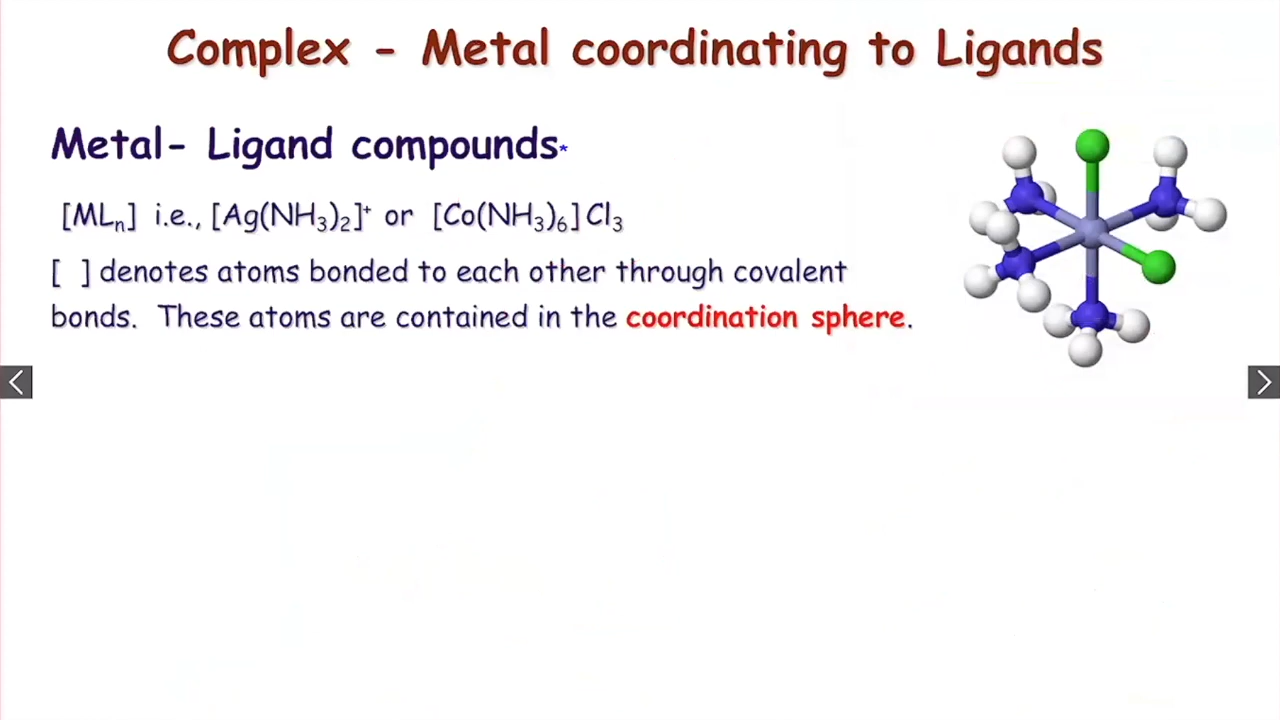 Complex - Metal coordinating to Ligands
Metal- Ligand compounds*
[MLₙ] i.e., [Ag(NH₃)₂]⁺ or [Co(NH₃)₆]Cl₃
[ ] denotes atoms bonded to each other through covalent
bonds. These atoms are contained in the coordination sphere.